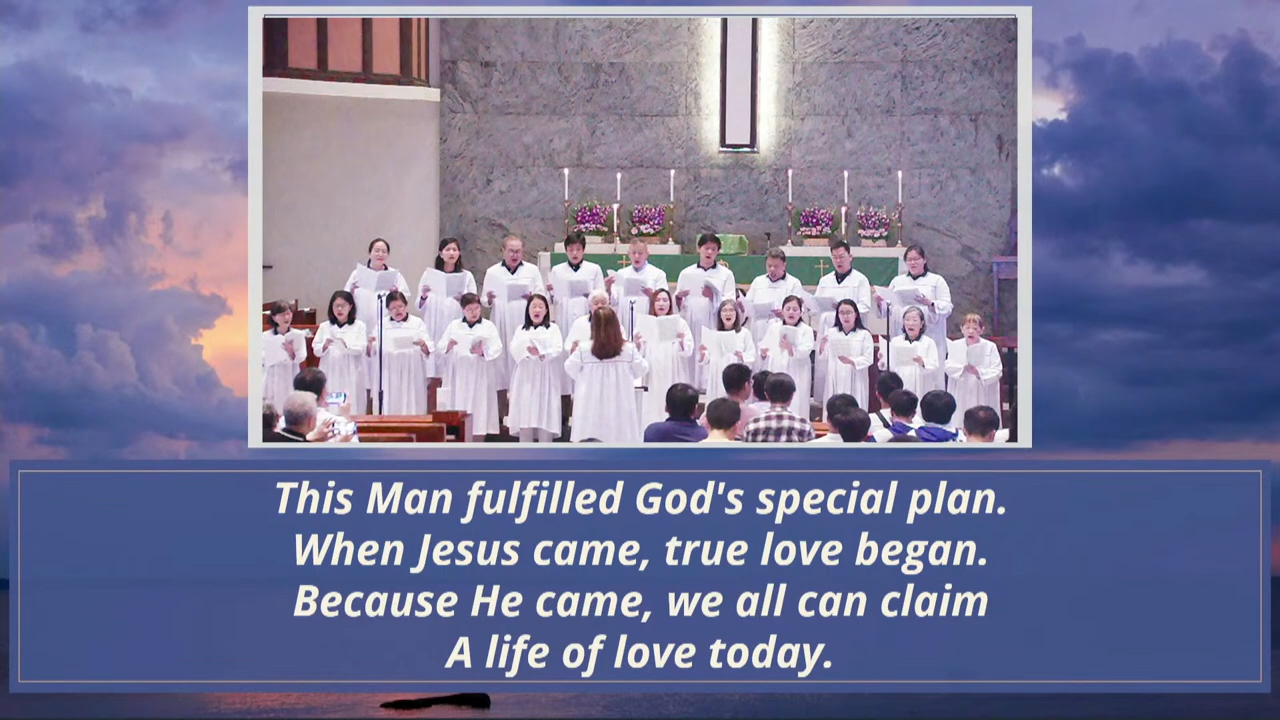 This Man fulfilled God's special plan.
When Jesus came, true love began.
Because He came, we all can claim
A life of love today.